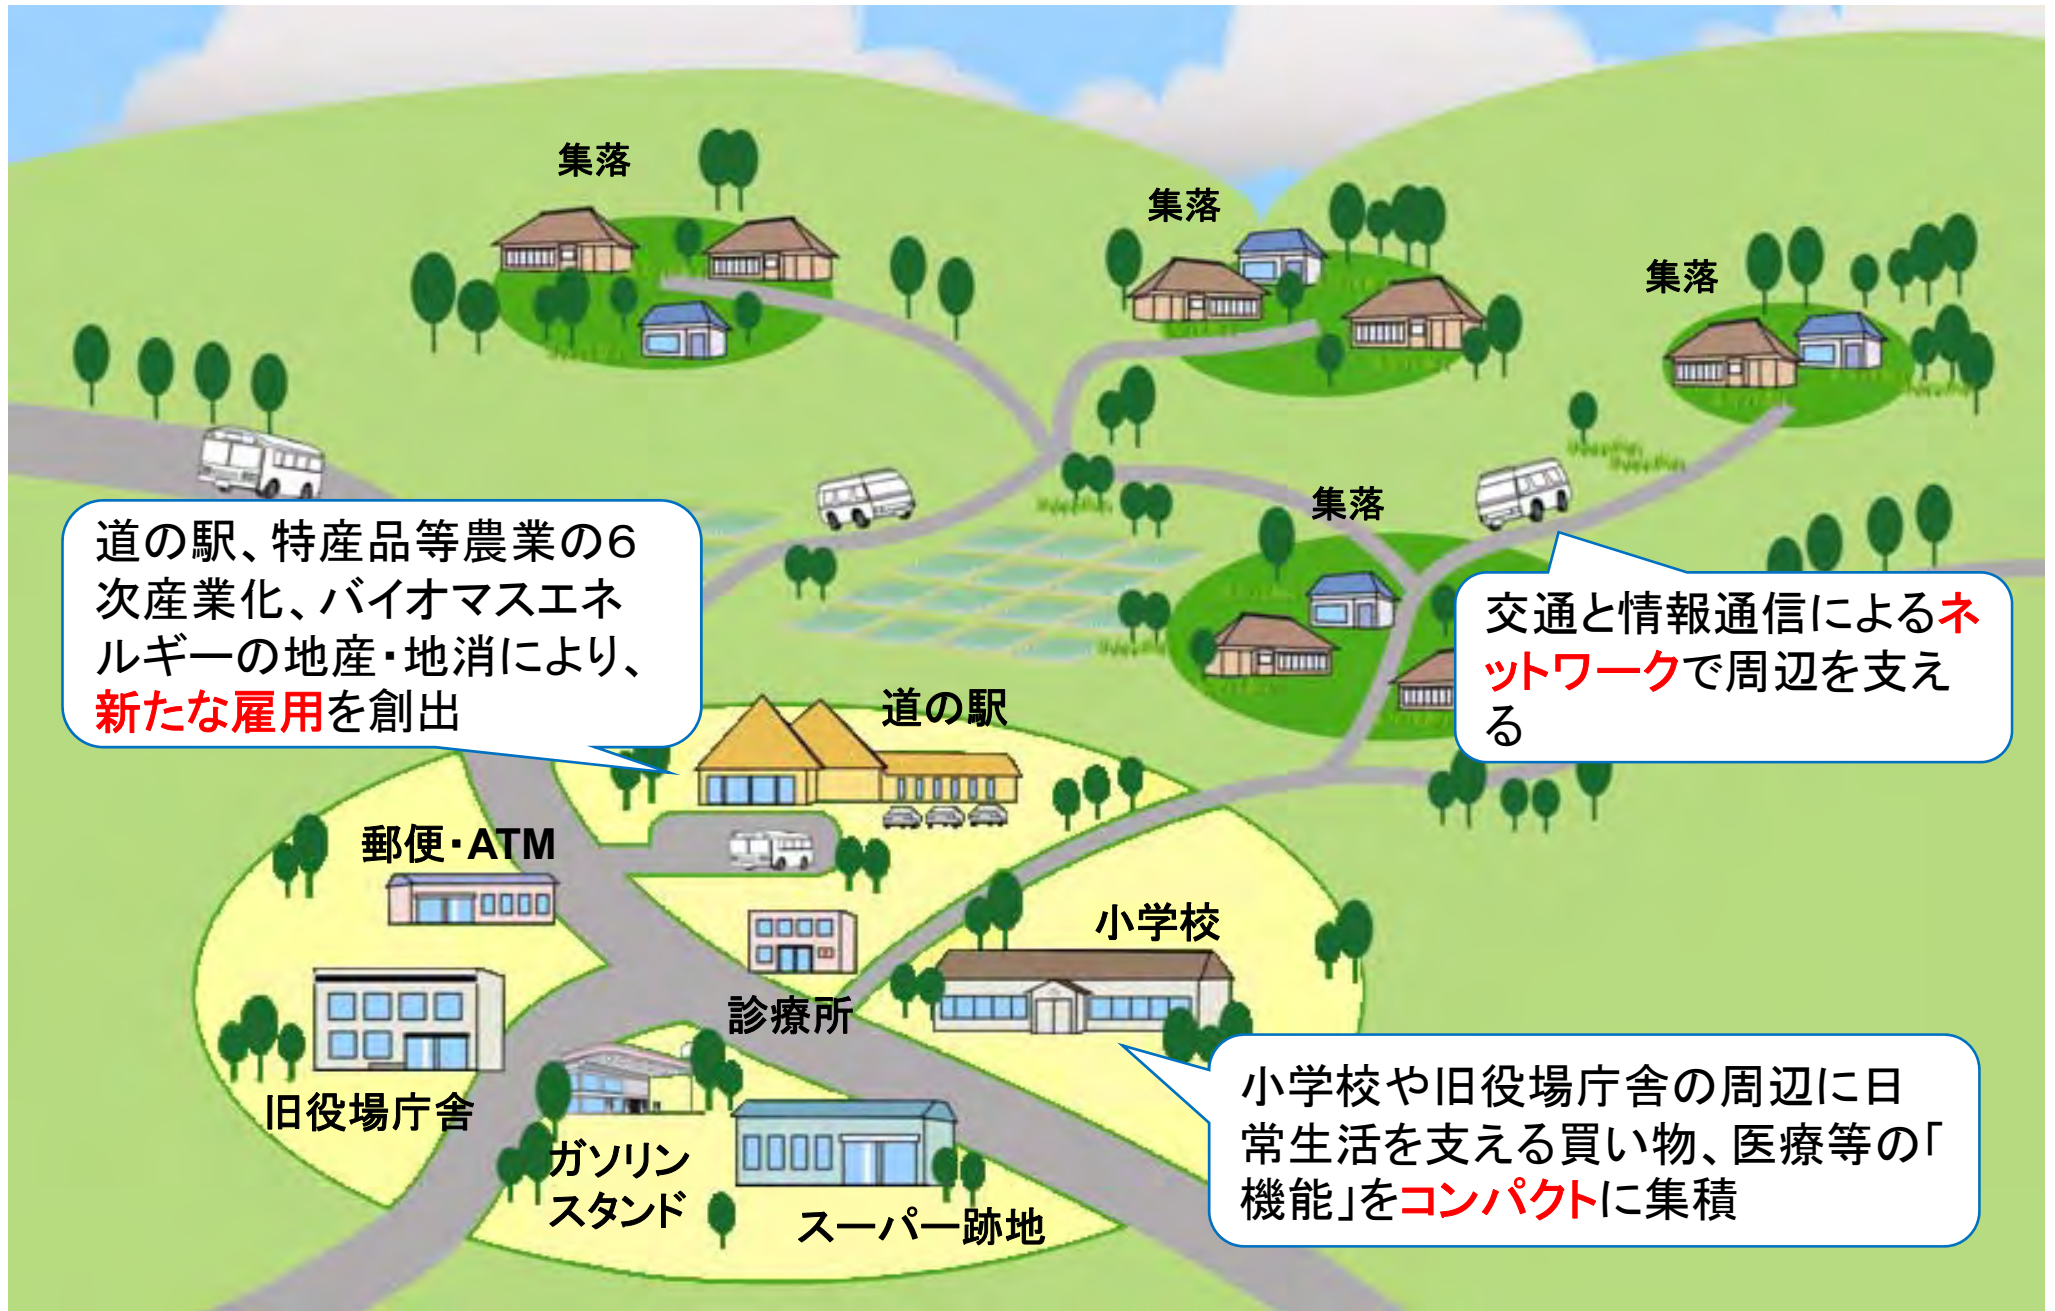 集落
集落
集落
集落
道の駅、特産品等農業の6
次産業化、バイオマスエネ
ルギーの地産・地消により、
新たな雇用を創出
交通と情報通信によるネ
ットワークで周辺を支え
る
道の駅
郵便・ATM
小学校
診療所
旧役場庁舎
ガソリン
スタンド
スーパー跡地
小学校や旧役場庁舎の周辺に日
常生活を支える買い物、医療等の「
機能」をコンパクトに集積